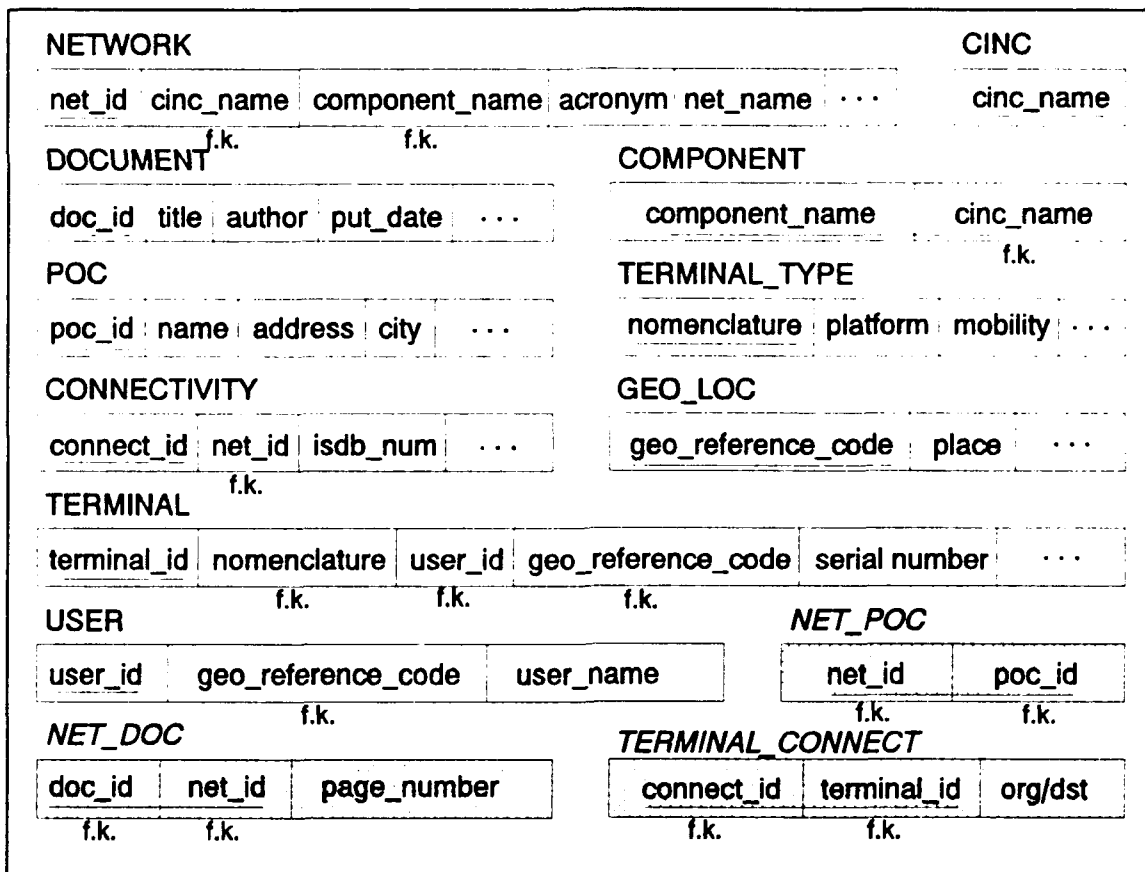 NETWORK CINC
net_id cinc_name component_name acronym net_name ... cinc_name
f.k. f.k.
DOCUMENT COMPONENT
doc_id title author put_date ... component_name cinc_name
f.k.
POC TERMINAL_TYPE
poc_id name address city ... nomenclature platform mobility ...
CONNECTIVITY GEO_LOC
connect_id net_id isdb_num ... geo_reference_code place ...
f.k.
TERMINAL
terminal_id nomenclature user_id geo_reference_code serial number ...
f.k. f.k. f.k.
USER NET_POC
user_id geo_reference_code user_name net_id poc_id
f.k. f.k. f.k.
NET_DOC TERMINAL_CONNECT
doc_id net_id page_number connect_id terminal_id org/dst
f.k. f.k. f.k. f.k.